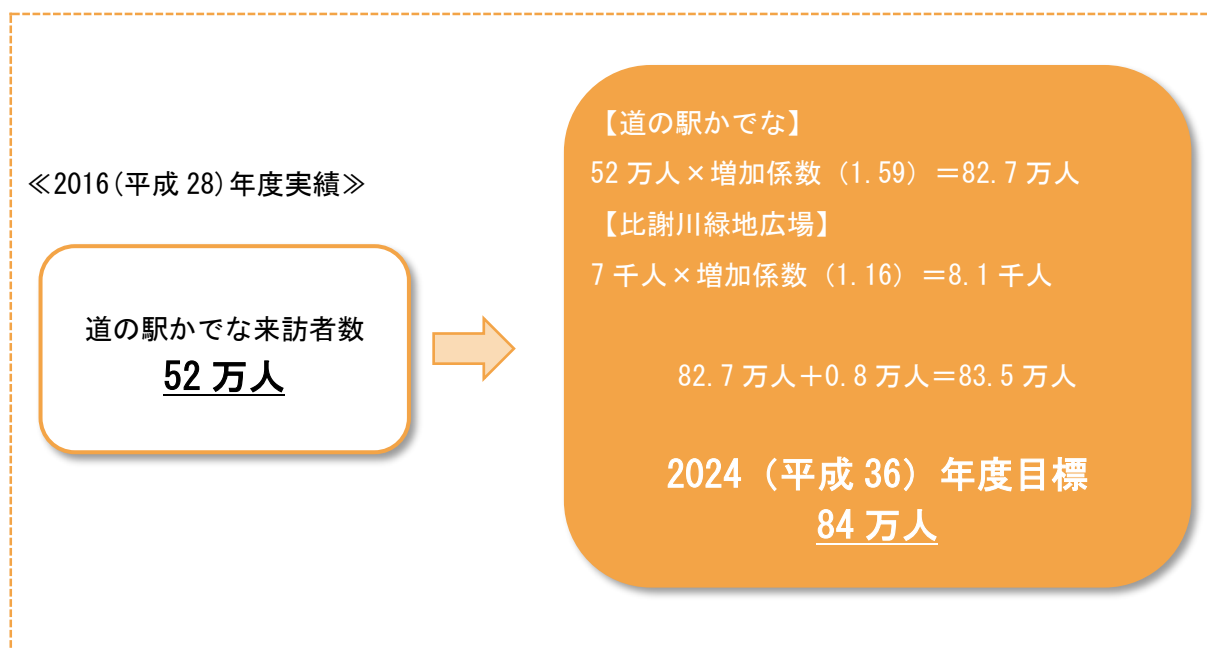 ≪2016(平成 28)年度実績≫
道の駅かでな来訪者数
52 万人
【道の駅かでな】
52 万人×増加係数（1.59）＝82.7 万人
【比謝川緑地広場】
7 千人×増加係数（1.16）＝8.1 千人
82.7 万人＋0.8 万人＝83.5 万人
2024（平成 36）年度目標
84 万人